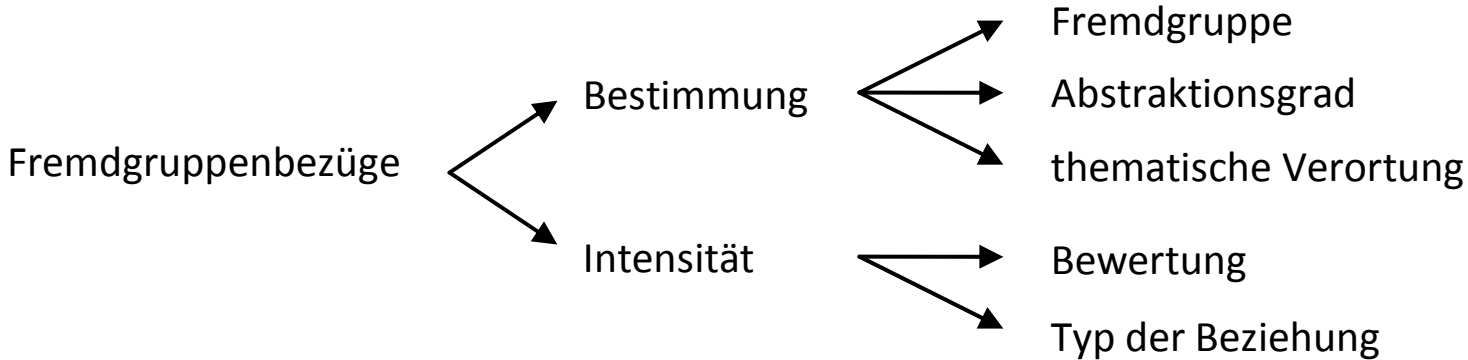 Fremdgruppenbezüge
Bestimmung
Fremdgruppe
Abstraktionsgrad
thematische Verortung
Intensität
Bewertung
Typ der Beziehung